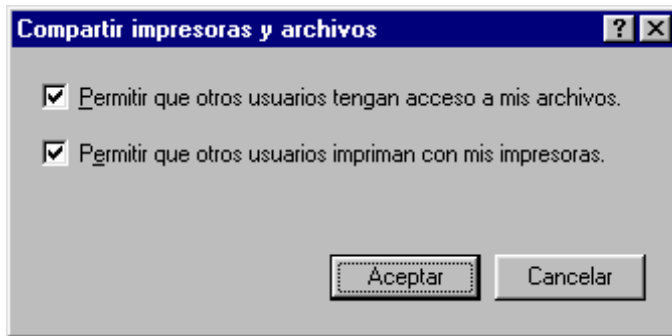 Compartir impresoras y archivos
Permitir que otros usuarios tengan acceso a mis archivos.
Permitir que otros usuarios impriman con mis impresoras.
Aceptar Cancelar